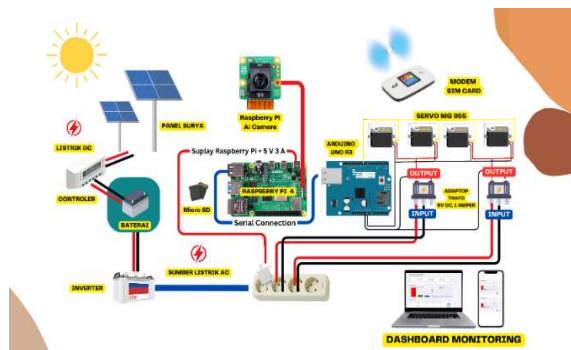 PANEL SURYA
LISTRIK DC
CONTROLER
BATERAI
INVERTER
SUMBER LISTRIK AC
Raspberry Pi
Ai Camera
Suplay Raspberry Pi + 5 V 3 A
Micro SD
RASPBERRY PI 4
Serial Connection
ARDUINO
UNO R3
MODEM
SIM CARD
SERVO MG 955
OUTPUT
OUTPUT
ADAPTOP
TRAFO
5V DC, 1 AMPER
INPUT
INPUT
DASHBOARD MONITORING